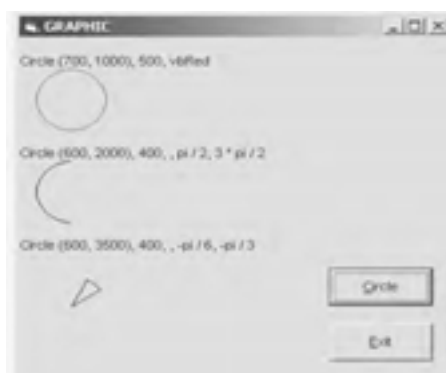 GRAPHIC
Circle (700, 1000), 500, vbRed
Circle (600, 2000), 400, , pi / 2, 3 * pi / 2
Circle (600, 3500), 400, , -pi / 6, -pi / 3
Circle
Exit